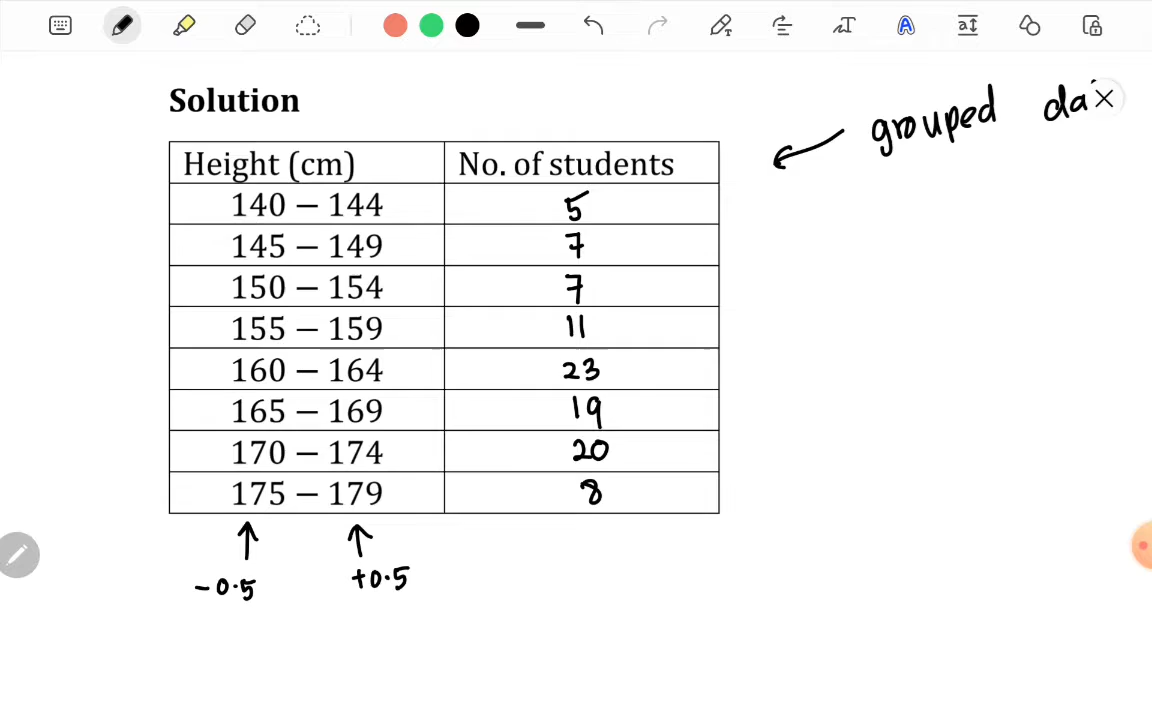 Solution
grouped da
Height (cm) No. of students
140 – 144 5
145 – 149 7
150 – 154 7
155 – 159 11
160 – 164 23
165 – 169 19
170 – 174 20
175 – 179 8
-0.5 +0.5